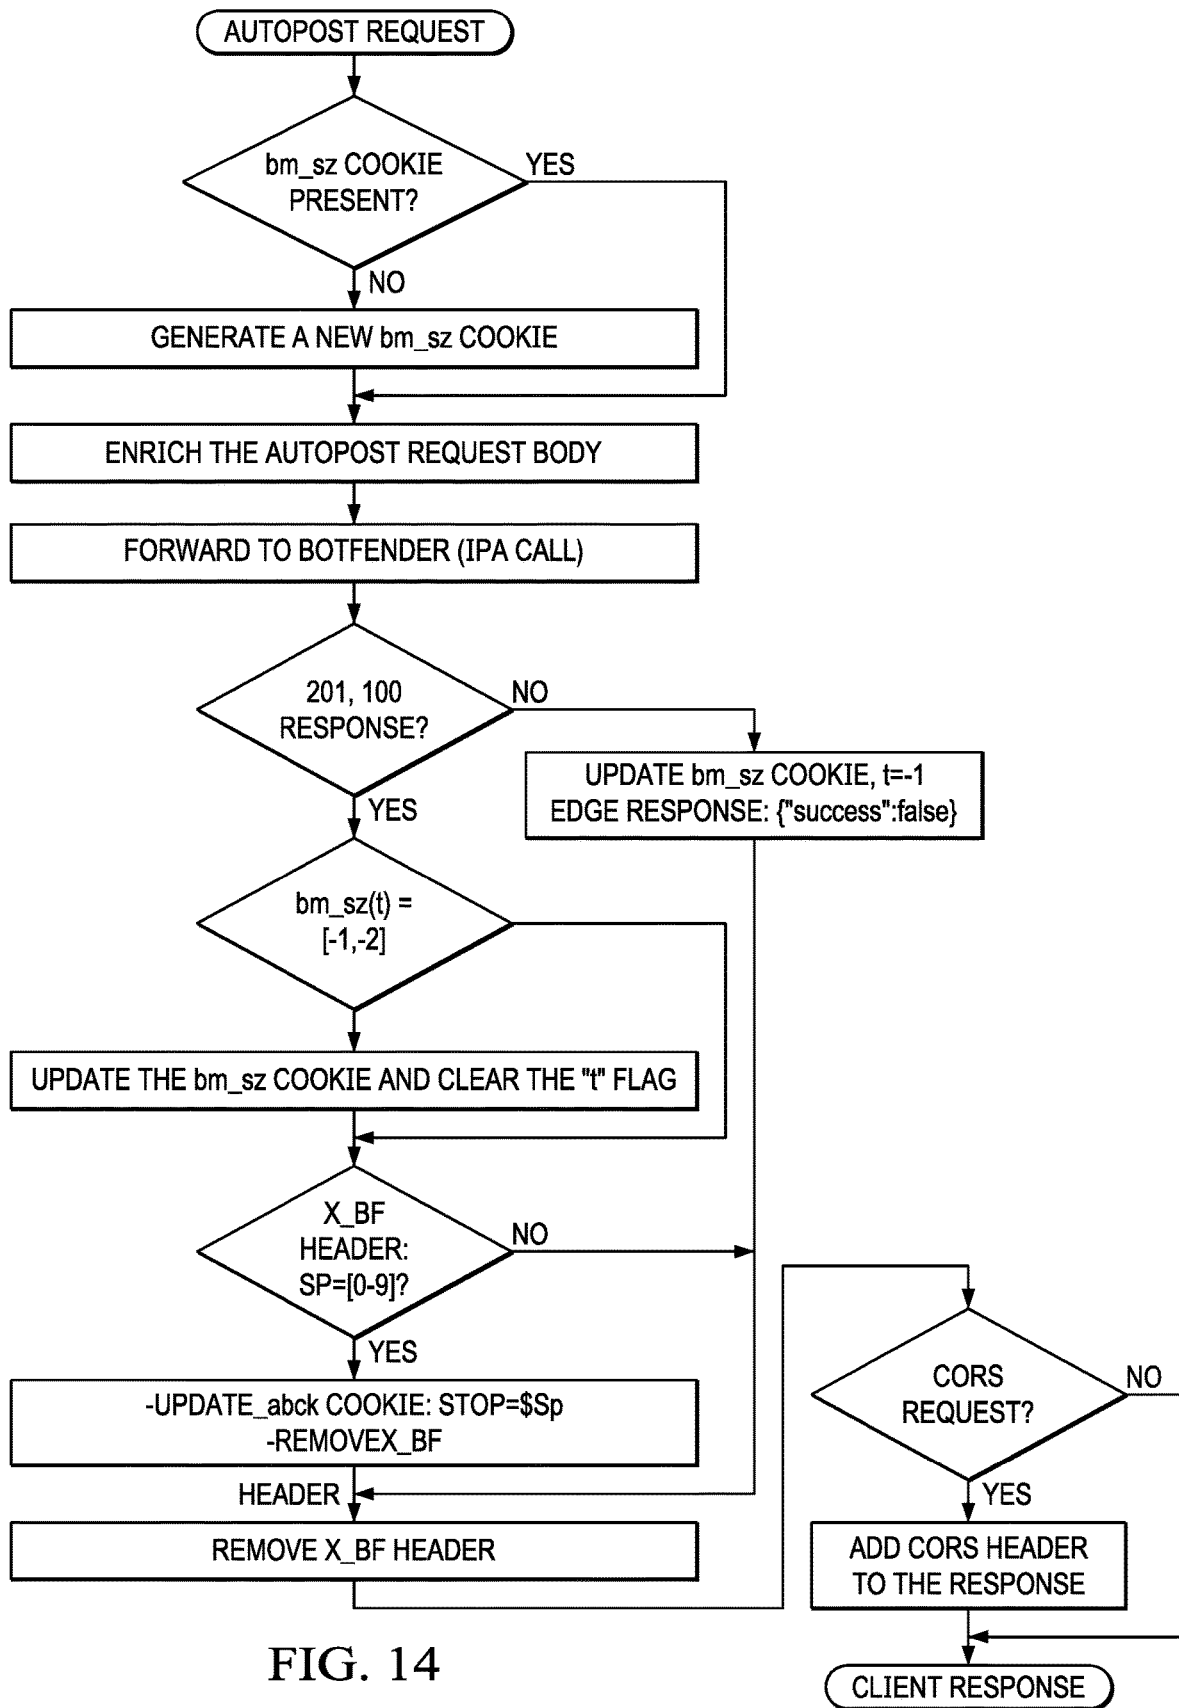 AUTOPOST REQUEST
bm_sz COOKIE
PRESENT?
YES
NO
GENERATE A NEW bm_sz COOKIE
ENRICH THE AUTOPOST REQUEST BODY
FORWARD TO BOTFENDER (IPA CALL)
201, 100
RESPONSE?
NO
YES
UPDATE bm_sz COOKIE, t=-1
EDGE RESPONSE: {"success":false}
bm_sz(t) =
[-1,-2]
UPDATE THE bm_sz COOKIE AND CLEAR THE "t" FLAG
X_BF
HEADER:
SP=[0-9]?
NO
YES
-UPDATE_abck COOKIE: STOP=$Sp
-REMOVEX_BF
HEADER
REMOVE X_BF HEADER
CORS
REQUEST?
NO
YES
ADD CORS HEADER
TO THE RESPONSE
CLIENT RESPONSE
FIG. 14